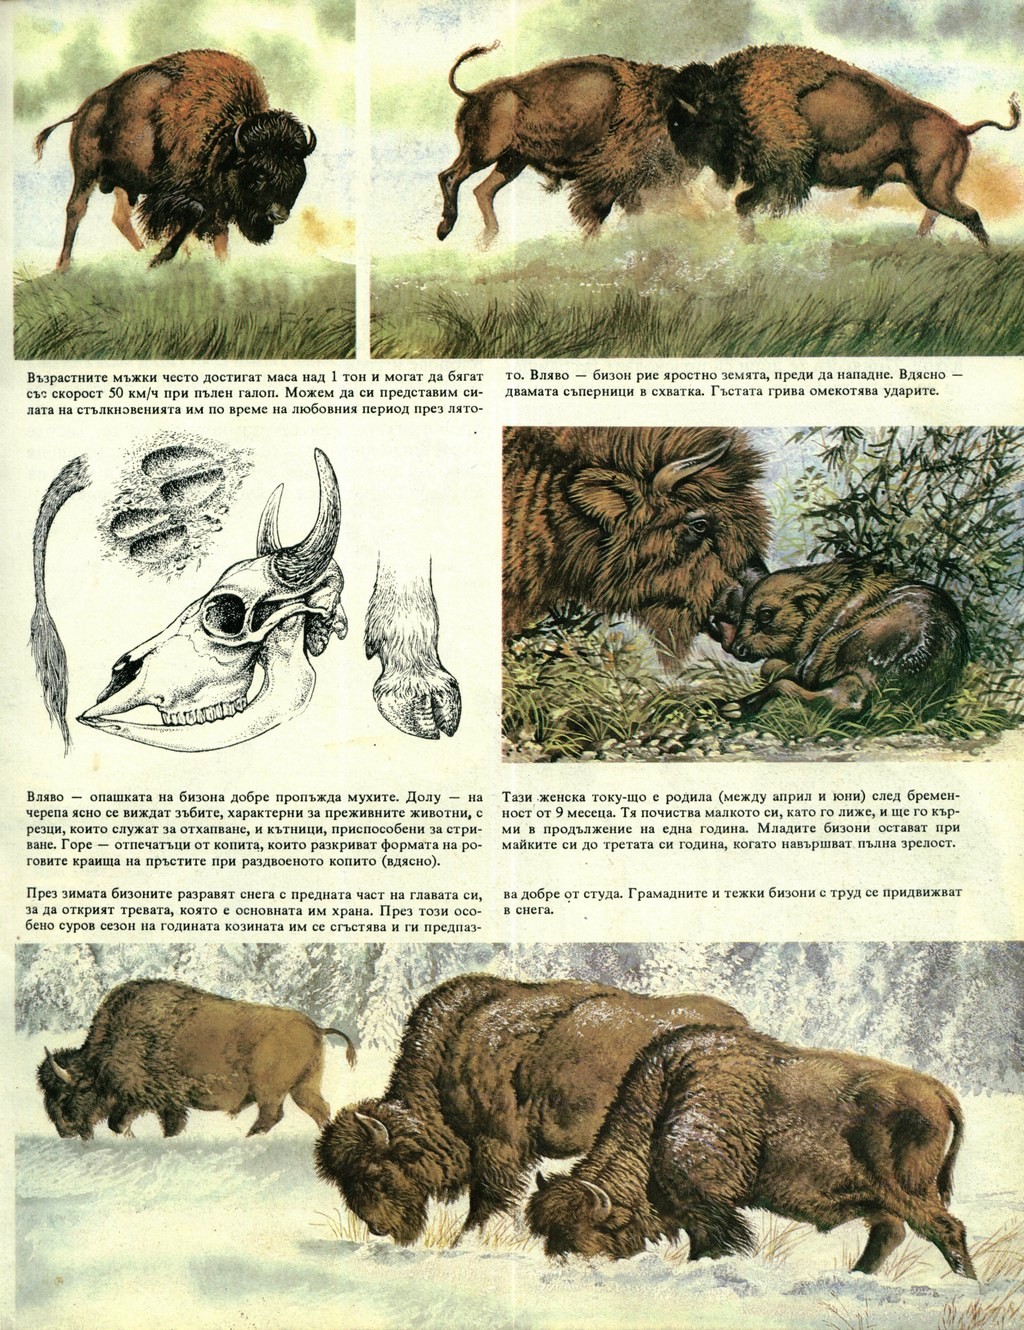 Възрастните мъжки често достигат маса над 1 тон и могат да бягат
със скорост 50 км/ч при пълен галоп. Можем да си представим си-
лата на стълкновенията им по време на любовния период през лято-
то. Вляво — бизон рие яростно земята, преди да нападне. Вдясно —
двамата съперници в схватка. Гъстата грива омекотява ударите.
Вляво — опашката на бизона добре пропъжда мухите. Долу — на
черепа ясно се виждат зъбите, характерни за преживните животни, с
резци, които служат за отхапване, и кътници, приспособени за стри-
ване. Горе — отпечатъци от копита, които разкриват формата на ро-
говите краища на пръстите при раздвоеното копито (вдясно).
Тази женска току-що е родила (между април и юни) след бремен-
ност от 9 месеца. Тя почиства малкото си, като го лиже, и ще го кър-
ми в продължение на една година. Младите бизони остават при
майките си до третата си година, когато навършват пълна зрелост.
През зимата бизоните разравят снега с предната част на главата си,
за да открият тревата, която е основната им храна. През този осо-
бено суров сезон на годината козината им се сгъстява и ги предпаз-
ва добре от студа. Грамадните и тежки бизони с труд се придвижват
в снега.